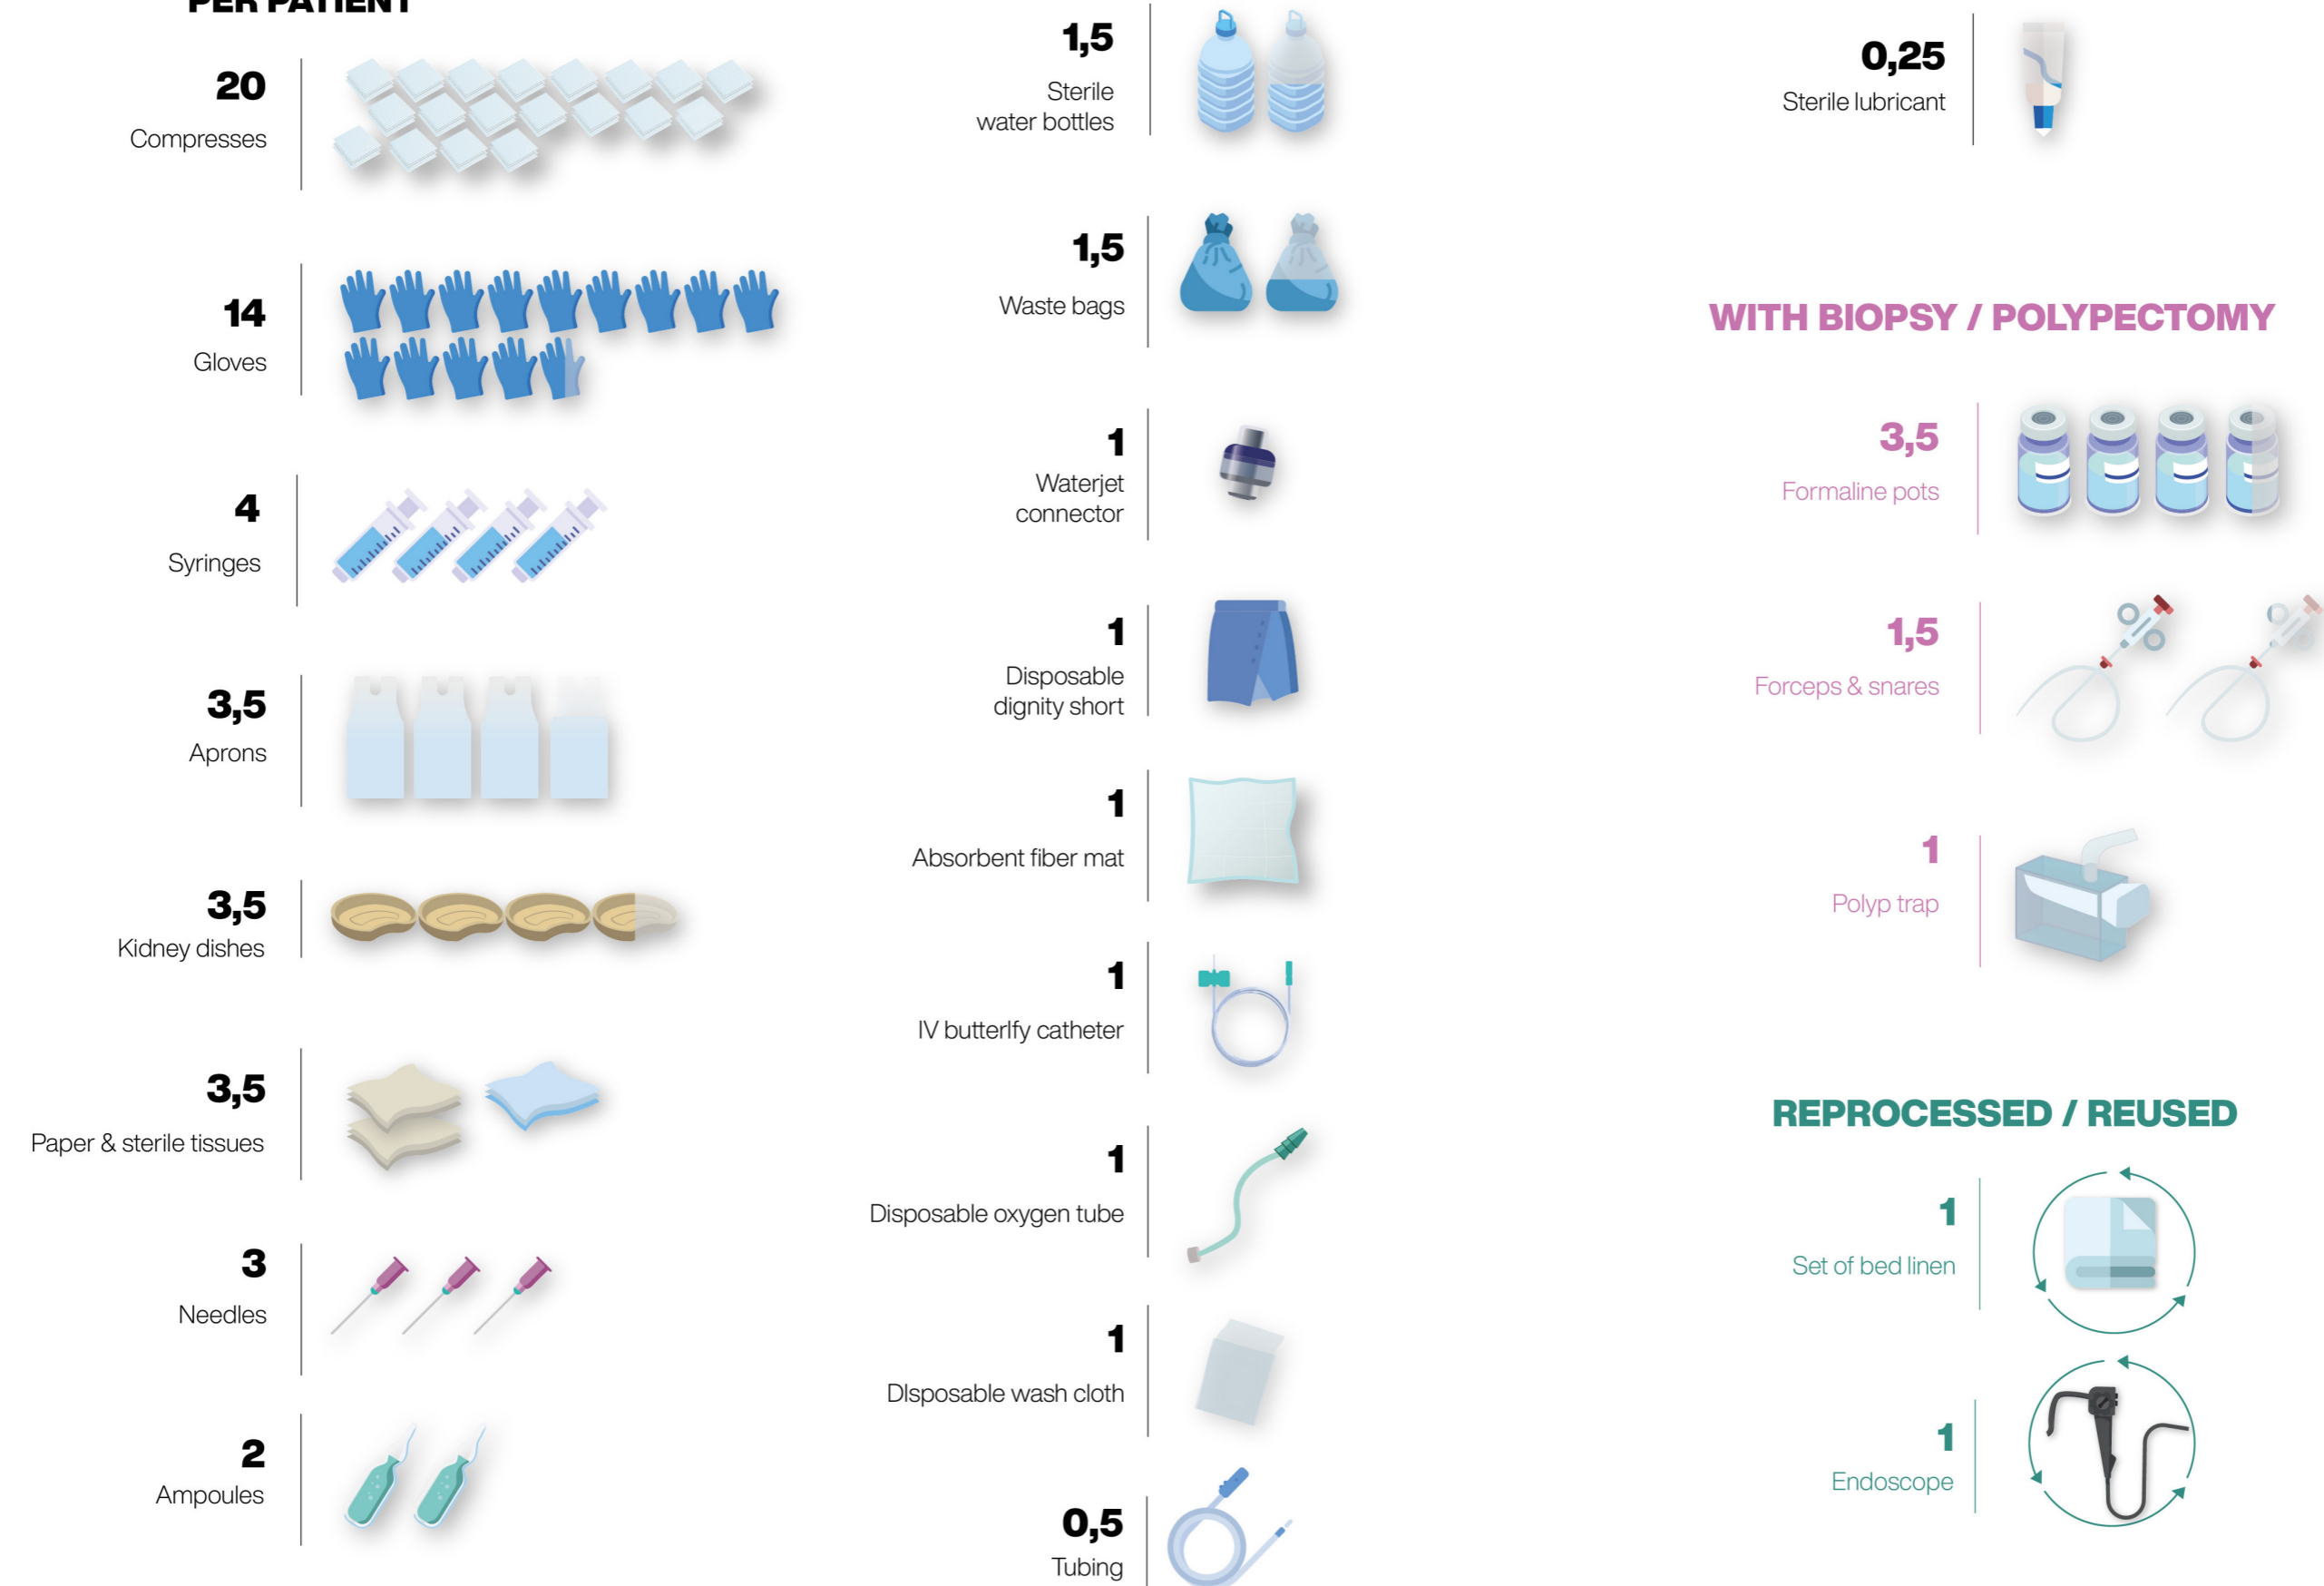 PER PATIENT
20
Compresses
14
Gloves
4
Syringes
3,5
Aprons
3,5
Kidney dishes
3,5
Paper & sterile tissues
3
Needles
2
Ampoules
1,5
Sterile
water bottles
1,5
Waste bags
1
Waterjet
connector
1
Disposable
dignity short
1
Absorbent fiber mat
1
IV butterlfy catheter
1
Disposable oxygen tube
1
DIsposable wash cloth
0,5
Tubing
0,25
Sterile lubricant
WITH BIOPSY / POLYPECTOMY
3,5
Formaline pots
1,5
Forceps & snares
1
Polyp trap
REPROCESSED / REUSED
1
Set of bed linen
1
Endoscope